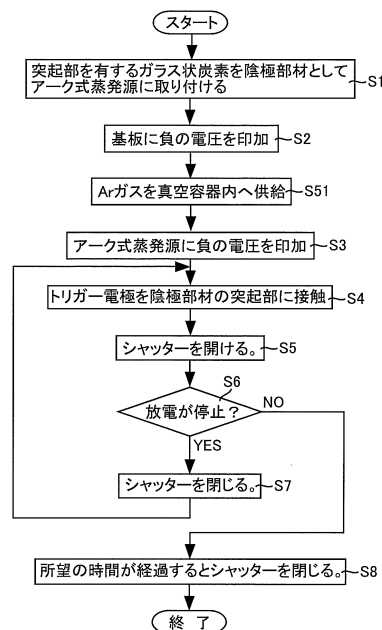 スタート
突起部を有するガラス状炭素を陰極部材として
アーク式蒸発源に取り付ける
S1
基板に負の電圧を印加
S2
Arガスを真空容器内へ供給
S51
アーク式蒸発源に負の電圧を印加
S3
トリガー電極を陰極部材の突起部に接触
S4
シャッターを開ける。
S5
S6
放電が停止?
NO
YES
シャッターを閉じる。
S7
所望の時間が経過するとシャッターを閉じる。
S8
終 了